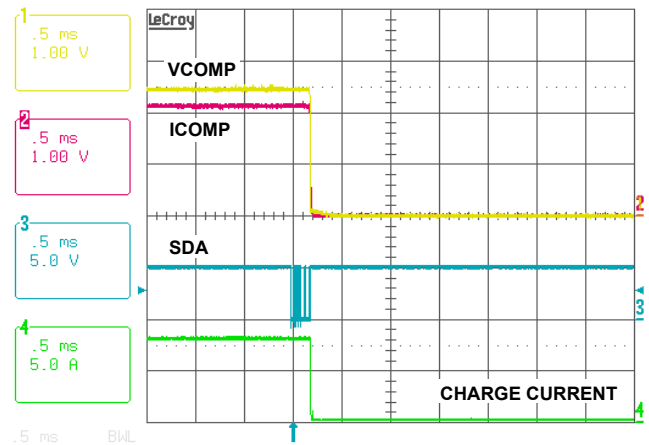 1
.5 ms
1.00 V
2
.5 ms
1.00 V
3
.5 ms
5.0 V
4
.5 ms
5.0 A
.5 ms BWL
LeCroy
VCOMP
ICOMP
SDA
CHARGE CURRENT
2
3
4